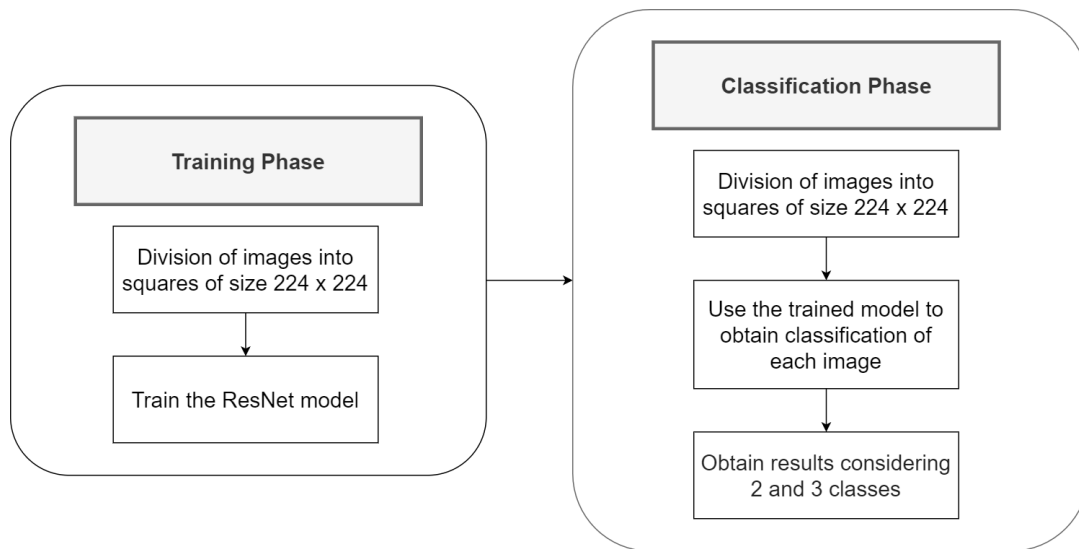 Training Phase
Division of images into
squares of size 224 x 224
Train the ResNet model
Classification Phase
Division of images into
squares of size 224 x 224
Use the trained model to
obtain classification of
each image
Obtain results considering
2 and 3 classes